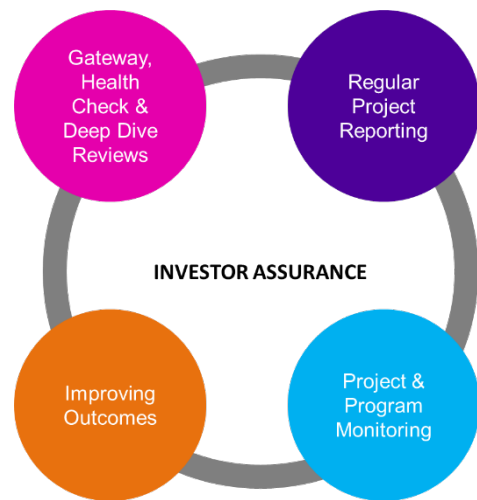 Gateway,
Health
Check &
Deep Dive
Reviews
Regular
Project
Reporting
INVESTOR ASSURANCE
Improving
Outcomes
Project &
Program
Monitoring